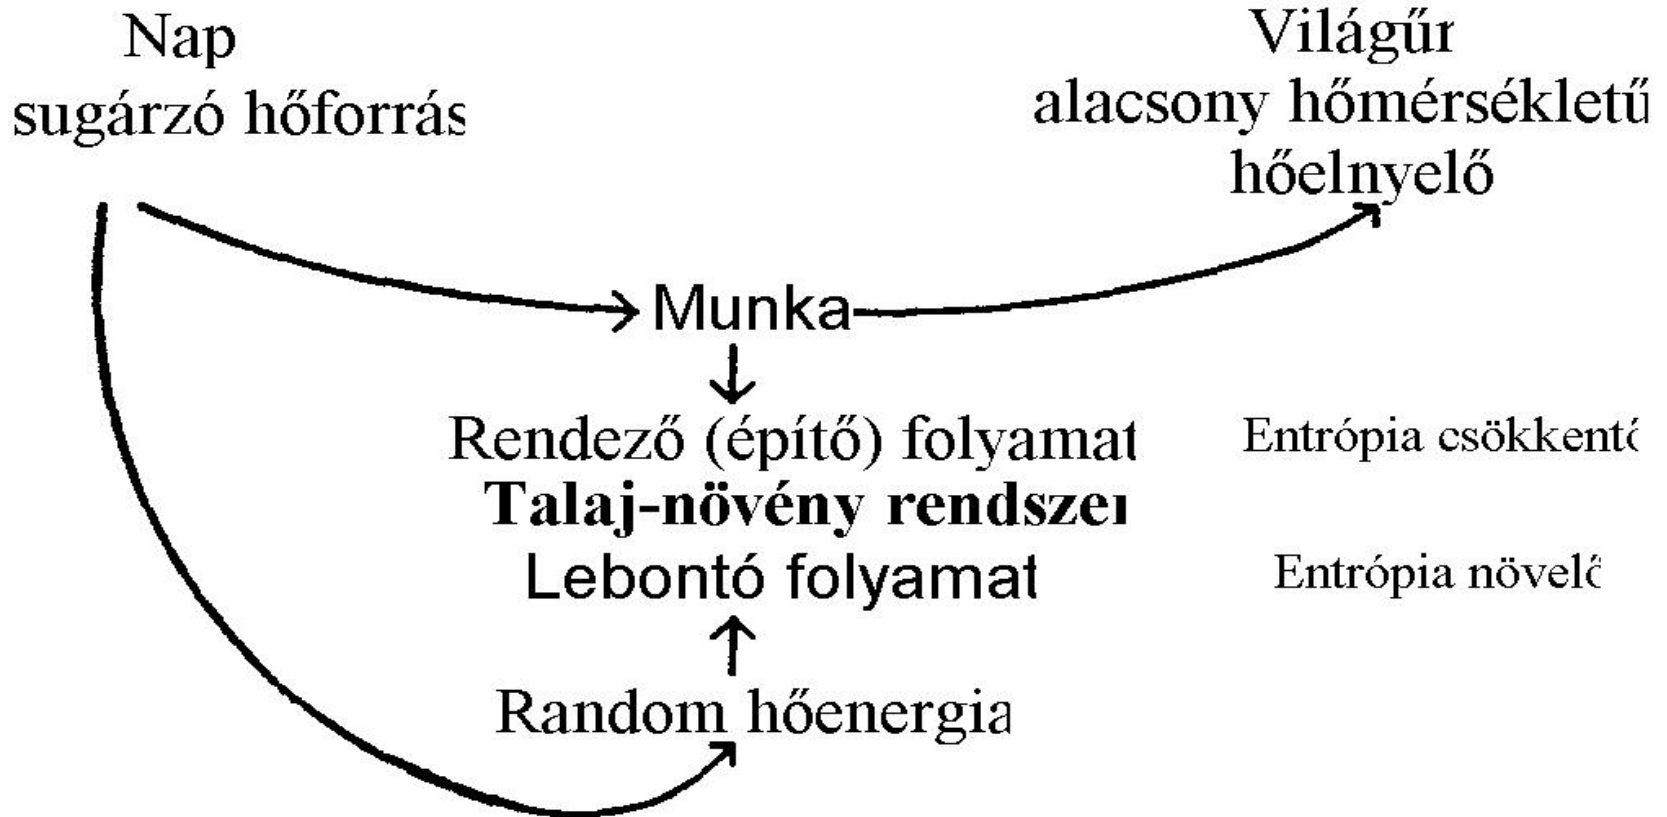 Nap
sugárzó hőforrás
Világűr
alacsony hőmérsékletű
hőelnyelő
Munka
Rendező (építő) folyamat
Entrópia csökkentő
Talaj-növény rendszer
Lebontó folyamat
Entrópia növelő
Random hőenergia